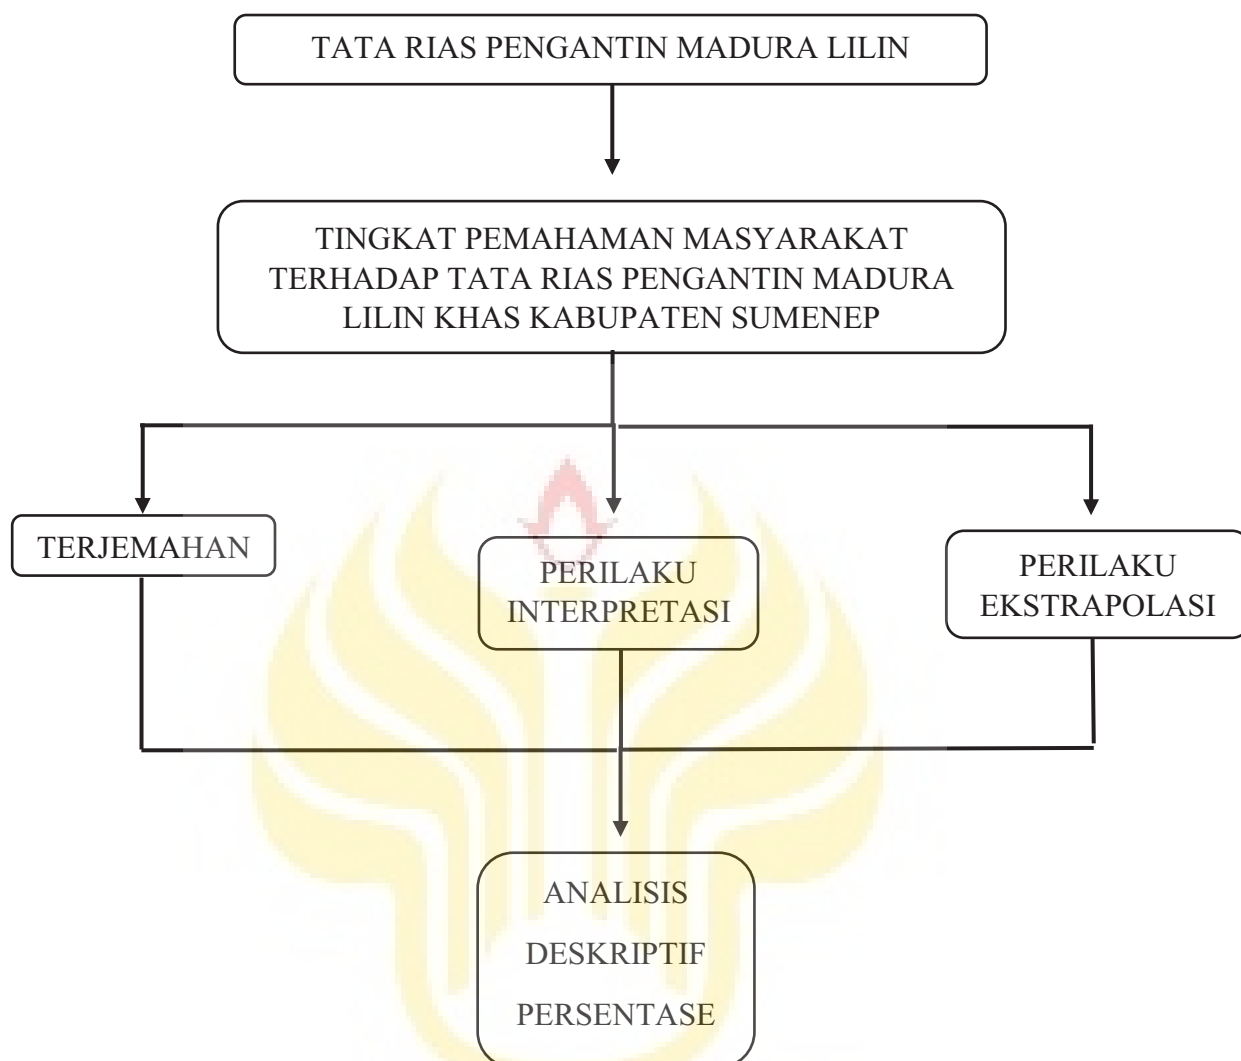 TATA RIAS PENGANTIN MADURA LILIN
TINGKAT PEMAHAMAN MASYARAKAT
TERHADAP TATA RIAS PENGANTIN MADURA
LILIN KHAS KABUPATEN SUMENEP
TERJEMAHAN
PERILAKU
INTERPRETASI
PERILAKU
EKSTRAPOLASI
ANALISIS
DESKRIPTIF
PERSENTASE